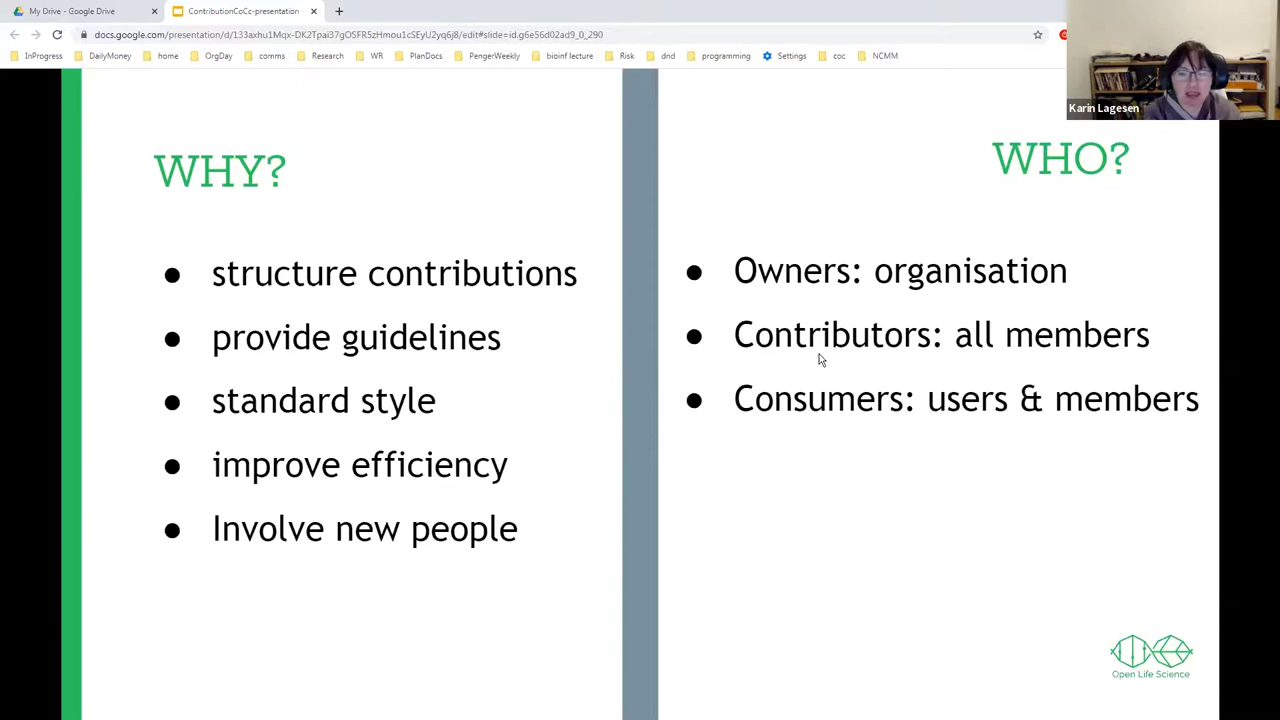 My Drive - Google Drive
ContributionCoCc-presentation
docs.google.com/presentation/d/133axhu1Mqx-DK2Tpai37gOSFR5zHmou1cSEyU2yq6j8/edit#slide=id.g6e56d02ad9_0_290
InProgress DailyMoney home OrgDay comms Research WR PlanDocs PengerWeekly bioinf lecture Risk dnd programming Settings coc NCMM
Karin Lagesen
WHY?
structure contributions
provide guidelines
standard style
improve efficiency
Involve new people
WHO?
Owners: organisation
Contributors: all members
Consumers: users & members
Open Life Science